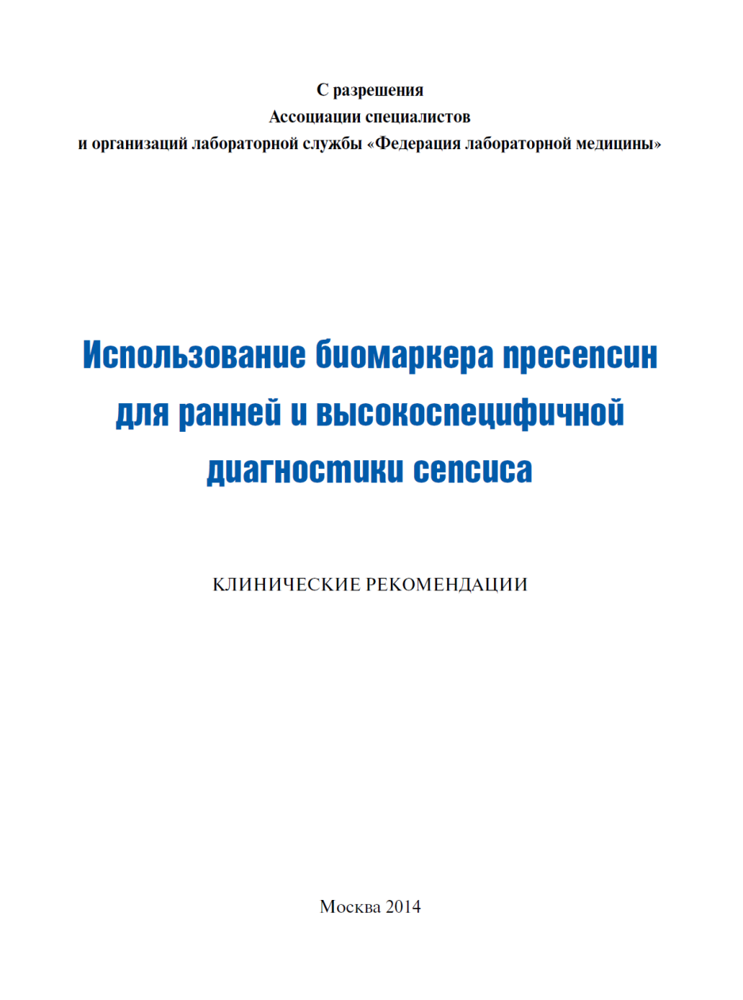 С разрешения
Ассоциации специалистов
и организаций лабораторной службы «Федерация лабораторной медицины»
Использование биомаркера пресепсин
для ранней и высокоспецифичной
диагностики сепсиса
КЛИНИЧЕСКИЕ РЕКОМЕНДАЦИИ
Москва 2014